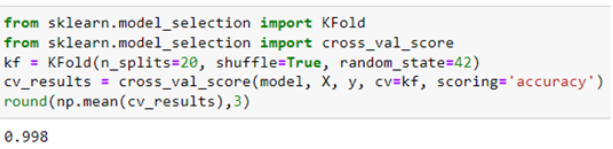 from sklearn.model_selection import KFold
from sklearn.model_selection import cross_val_score
kf = KFold(n_splits=20, shuffle=True, random_state=42)
cv_results = cross_val_score(model, X, y, cv=kf, scoring='accuracy')
round(np.mean(cv_results),3)
0.998